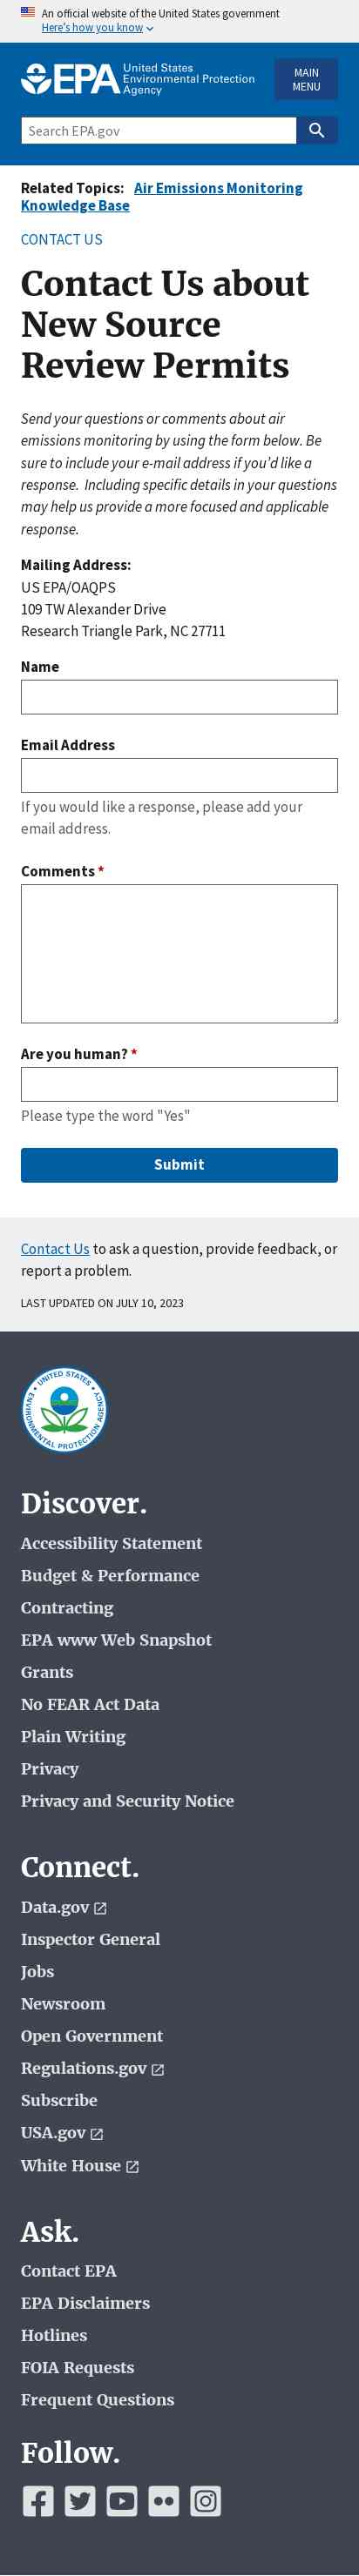 An official website of the United States government
Here's how you know
EPA United States
Environmental Protection
Agency
MAIN
MENU
Search EPA.gov
Related Topics: Air Emissions Monitoring
Knowledge Base
CONTACT US
Contact Us about
New Source
Review Permits
Send your questions or comments about air
emissions monitoring by using the form below. Be
sure to include your e-mail address if you'd like a
response. Including specific details in your questions
may help us provide a more focused and applicable
response.
Mailing Address:
US EPA/OAQPS
109 TW Alexander Drive
Research Triangle Park, NC 27711
Name
Email Address
If you would like a response, please add your
email address.
Comments *
Are you human? *
Please type the word "Yes"
Submit
Contact Us to ask a question, provide feedback, or
report a problem.
LAST UPDATED ON JULY 10, 2023
UNITED STATES
ENVIRONMENTAL PROTECTION AGENCY
Discover.
Accessibility Statement
Budget & Performance
Contracting
EPA www Web Snapshot
Grants
No FEAR Act Data
Plain Writing
Privacy
Privacy and Security Notice
Connect.
Data.gov
Inspector General
Jobs
Newsroom
Open Government
Regulations.gov
Subscribe
USA.gov
White House
Ask.
Contact EPA
EPA Disclaimers
Hotlines
FOIA Requests
Frequent Questions
Follow.